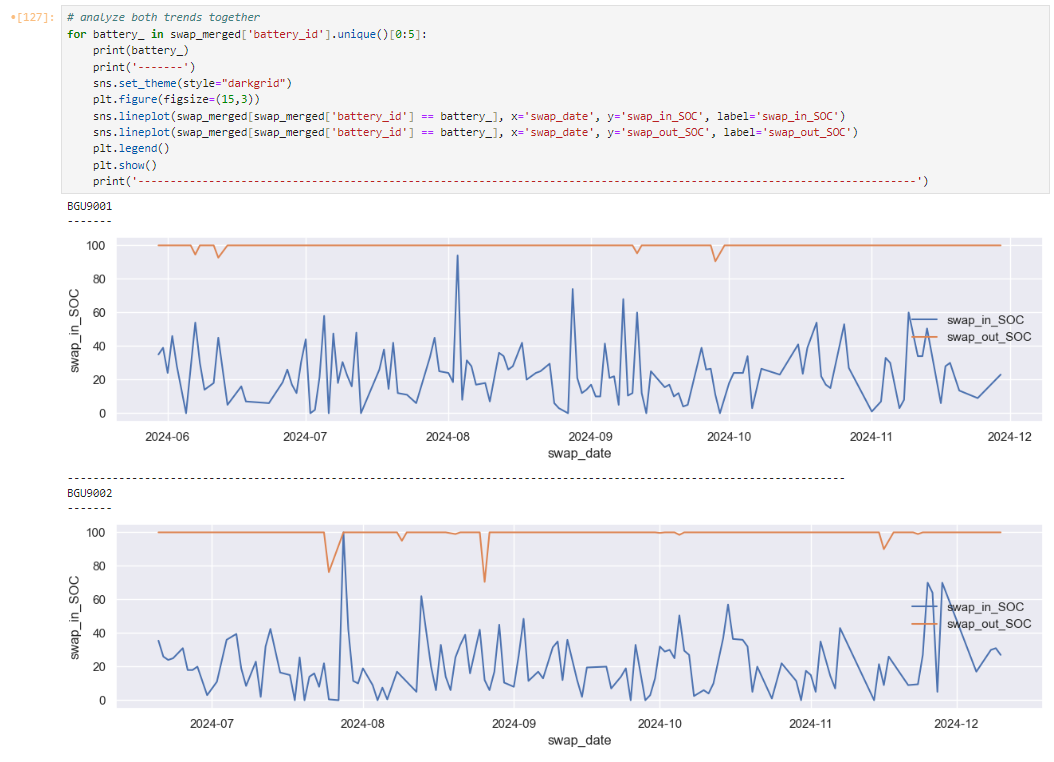 •[127]:
# analyze both trends together
for battery_ in swap_merged['battery_id'].unique()[0:5]:
    print(battery_)
    print('-------')
    sns.set_theme(style="darkgrid")
    plt.figure(figsize=(15,3))
    sns.lineplot(swap_merged[swap_merged['battery_id'] == battery_], x='swap_date', y='swap_in_SOC', label='swap_in_SOC')
    sns.lineplot(swap_merged[swap_merged['battery_id'] == battery_], x='swap_date', y='swap_out_SOC', label='swap_out_SOC')
    plt.legend()
    plt.show()
    print('------------------------------------------------------------------------------------------------------------------------')
BGU9001
-------
100
80
60
40
20
0
swap_in_SOC
swap_in_SOC
swap_out_SOC
2024-06 2024-07 2024-08 2024-09 2024-10 2024-11 2024-12
swap_date
------------------------------------------------------------------------------------------------------------------------
BGU9002
-------
100
80
60
40
20
0
swap_in_SOC
swap_in_SOC
swap_out_SOC
2024-07 2024-08 2024-09 2024-10 2024-11 2024-12
swap_date